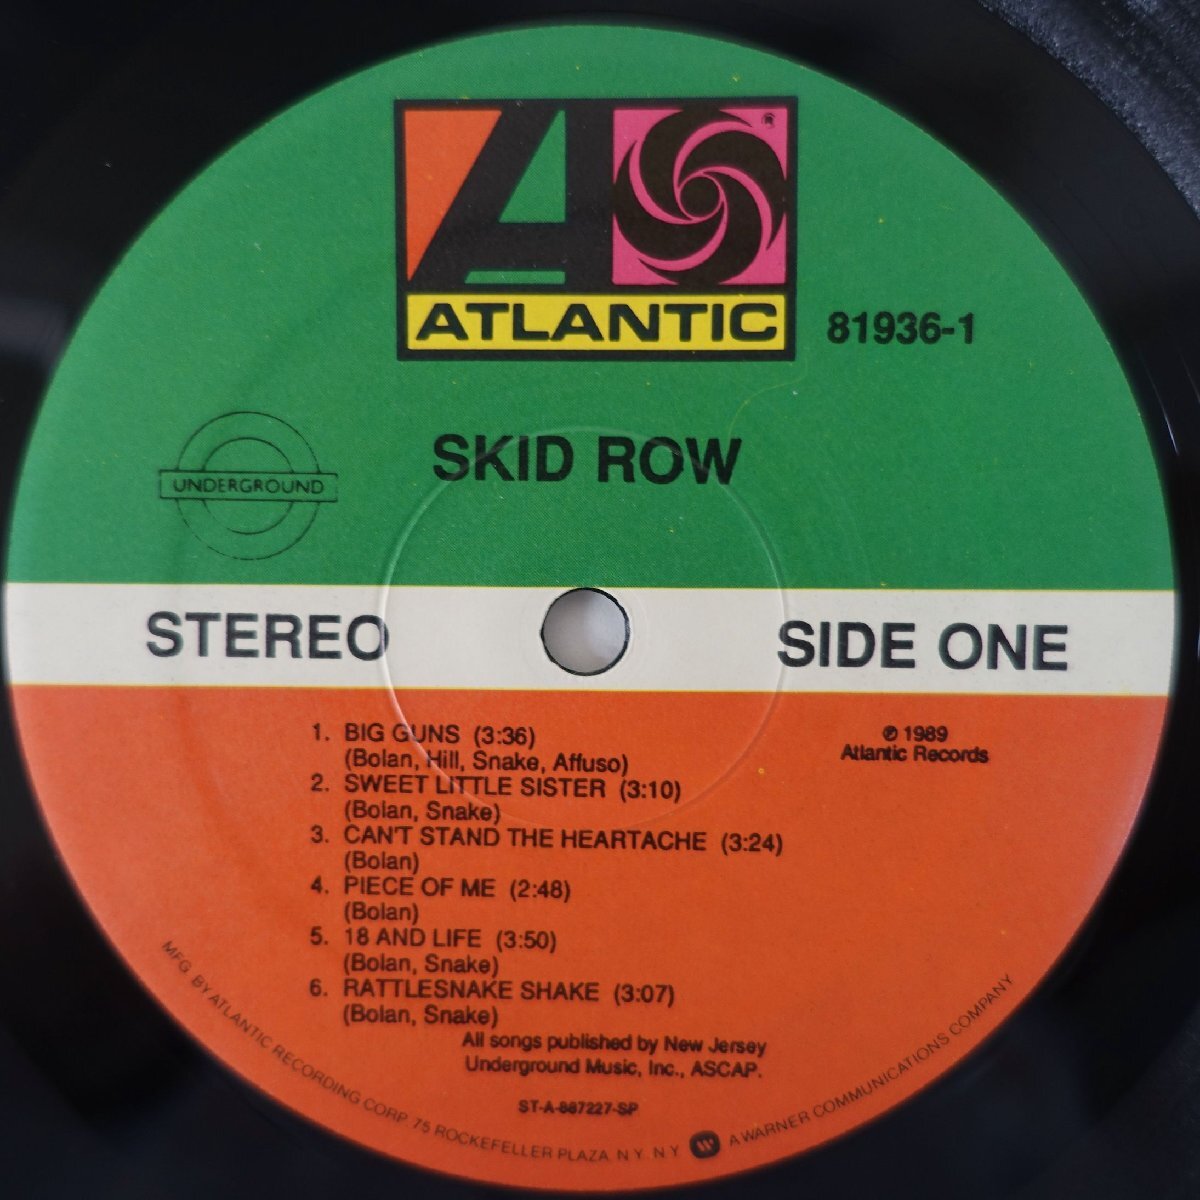 ATLANTIC
®
81936-1
SKID ROW
UNDERGROUND
STEREO
SIDE ONE
℗ 1989
Atlantic Records
1. BIG GUNS (3:36)
(Bolan, Hill, Snake, Affuso)
2. SWEET LITTLE SISTER (3:10)
(Bolan, Snake)
3. CAN'T STAND THE HEARTACHE (3:24)
(Bolan)
4. PIECE OF ME (2:48)
(Bolan)
5. 18 AND LIFE (3:50)
(Bolan, Snake)
6. RATTLESNAKE SHAKE (3:07)
(Bolan, Snake)
All songs published by New Jersey
Underground Music, Inc., ASCAP.
ST-A-887227-SP
MFG BY ATLANTIC RECORDING CORP. 75 ROCKEFELLER PLAZA N Y. N Y W A WARNER COMMUNICATIONS COMPANY